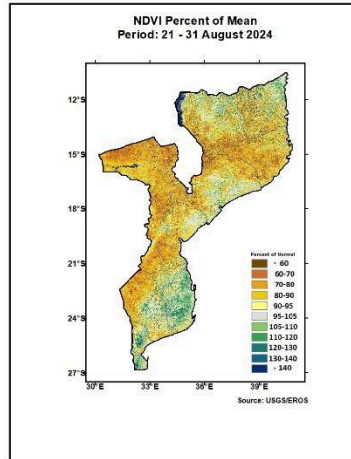 NDVI Percent of Mean
Period: 21 - 31 August 2024
12°S
15°S
18°S
21°S
24°S
27°S
30°E
33°E
36°E
39°E
Percent of Normal
- 60
60-70
70-80
80-90
90-95
95-105
105-110
110-120
120-130
130-140
- 140
Source: USGS/EROS